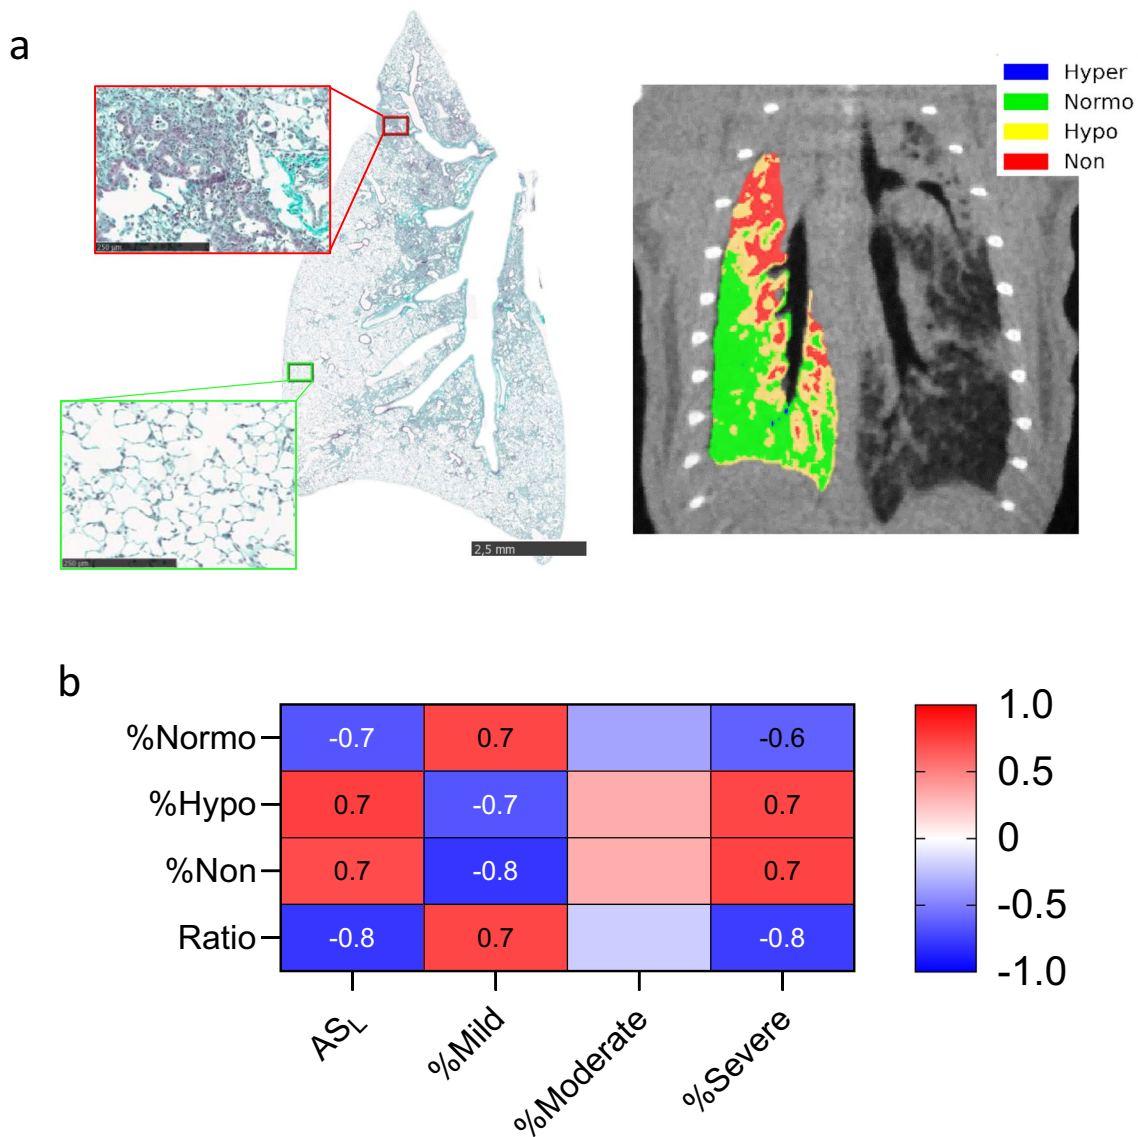 a
Hyper
Normo
Hypo
Non
250 µm
250 µm
2,5 mm
b
%Normo
-0.7
0.7
-0.6
%Hypo
0.7
-0.7
0.7
%Non
0.7
-0.8
0.7
Ratio
-0.8
0.7
-0.8
1.0
0.5
0
-0.5
-1.0
ASL
%Mild
%Moderate
%Severe